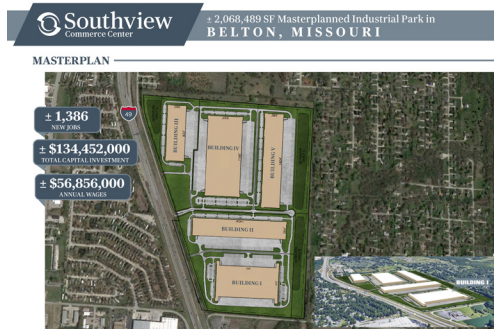 Southview
Commerce Center
± 2,068,489 SF Masterplanned Industrial Park in
BELTON, MISSOURI
MASTERPLAN
± 1,386
NEW JOBS
49
± $134,452,000
TOTAL CAPITAL INVESTMENT
± $56,856,000
ANNUAL WAGES
BUILDING III
BUILDING IV
BUILDING V
BUILDING II
BUILDING I
BUILDING I